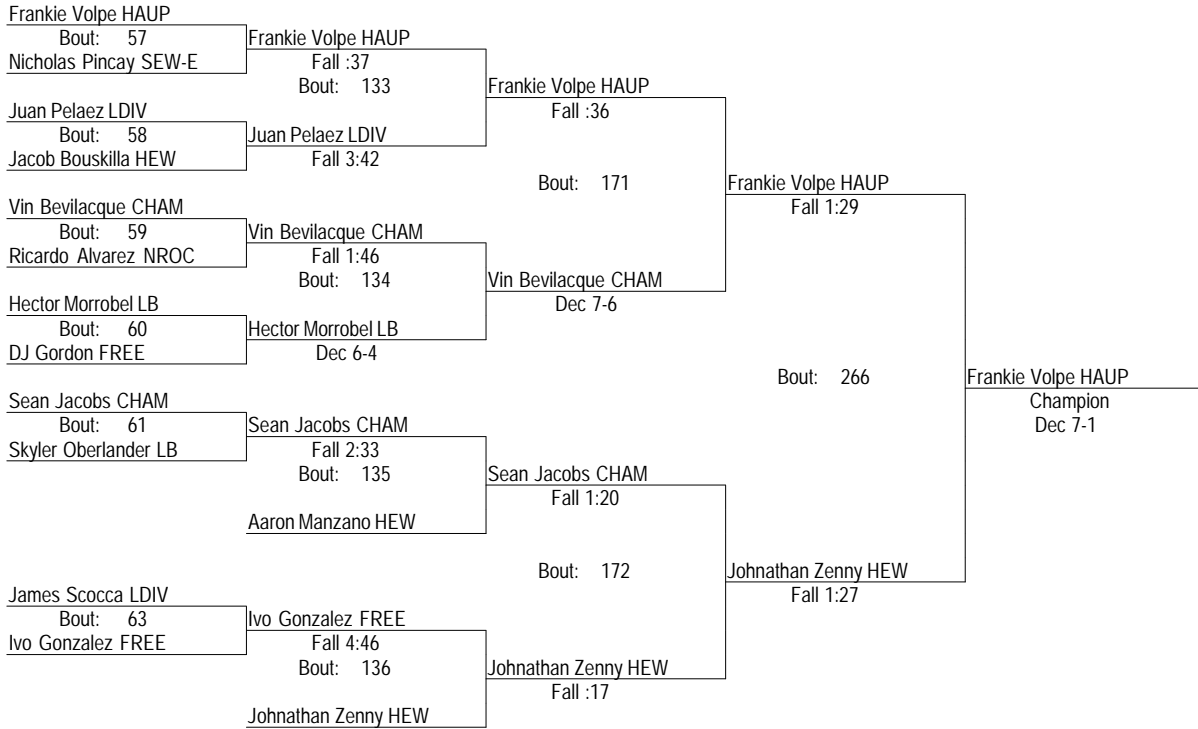 Frankie Volpe HAUP
Bout: 57
Nicholas Pincay SEW-E
Juan Pelaez LDIV
Bout: 58
Jacob Bouskilla HEW
Vin Bevilacque CHAM
Bout: 59
Ricardo Alvarez NROC
Hector Morrobel LB
Bout: 60
DJ Gordon FREE
Sean Jacobs CHAM
Bout: 61
Skyler Oberlander LB
James Scocca LDIV
Bout: 63
Ivo Gonzalez FREE
Frankie Volpe HAUP
Fall :37
Bout: 133
Juan Pelaez LDIV
Fall 3:42
Vin Bevilacque CHAM
Fall 1:46
Bout: 134
Hector Morrobel LB
Dec 6-4
Sean Jacobs CHAM
Fall 2:33
Bout: 135
Aaron Manzano HEW
Ivo Gonzalez FREE
Fall 4:46
Bout: 136
Johnathan Zenny HEW
Frankie Volpe HAUP
Fall :36
Bout: 171
Vin Bevilacque CHAM
Dec 7-6
Sean Jacobs CHAM
Fall 1:20
Bout: 172
Johnathan Zenny HEW
Fall :17
Frankie Volpe HAUP
Fall 1:29
Bout: 266
Johnathan Zenny HEW
Fall 1:27
Frankie Volpe HAUP
Champion
Dec 7-1